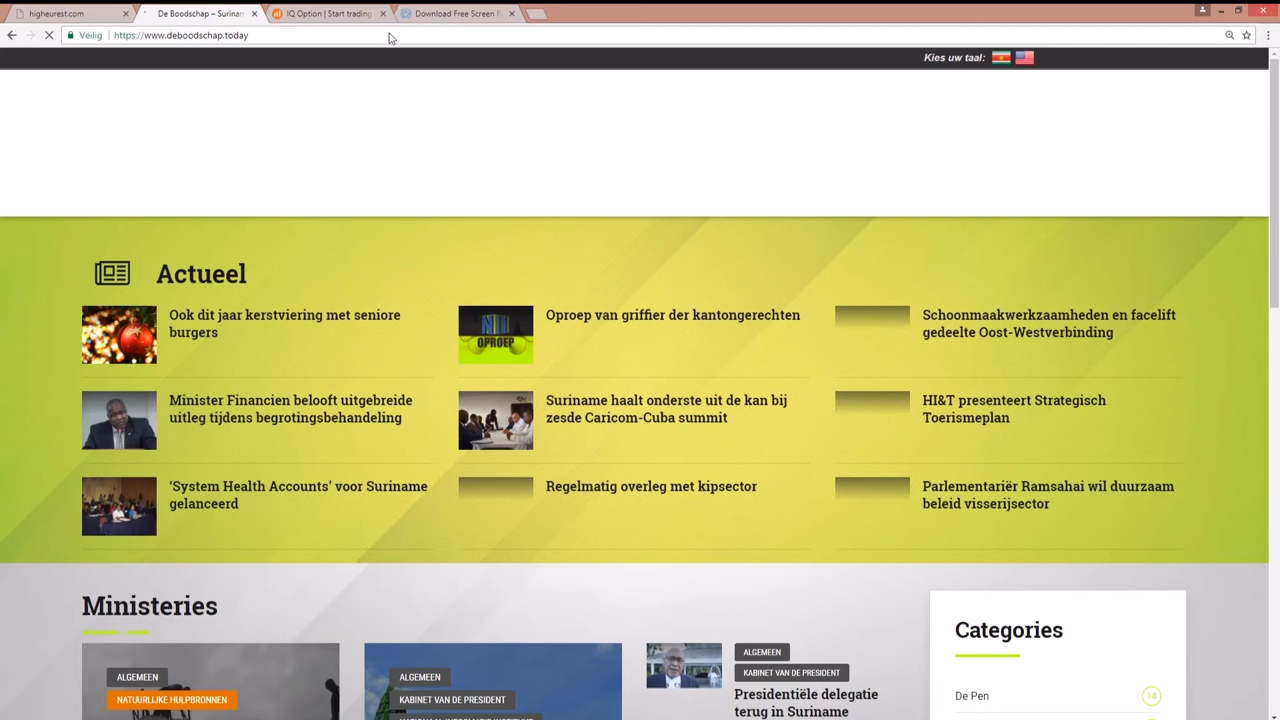 higheurest.com
De Boodschap – Surinam
IQ Option | Start trading
Download Free Screen R
Veilig
https://www.deboodschap.today
Kies uw taal:
Actueel
Ook dit jaar kerstviering met seniore
burgers
Oproep van griffier der kantongerechten
Schoonmaakwerkzaamheden en facelift
gedeelte Oost-Westverbinding
OPROEP
Minister Financien belooft uitgebreide
uitleg tijdens begrotingsbehandeling
Suriname haalt onderste uit de kan bij
zesde Caricom-Cuba summit
HI&T presenteert Strategisch
Toerismeplan
‘System Health Accounts’ voor Suriname
gelanceerd
Regelmatig overleg met kipsector
Parlementariër Ramsahai wil duurzaam
beleid visserijsector
Ministeries
ALGEMEEN
NATUURLIJKE HULPBRONNEN
ALGEMEEN
KABINET VAN DE PRESIDENT
ALGEMEEN
KABINET VAN DE PRESIDENT
Presidentiële delegatie
terug in Suriname
Categories
De Pen
14